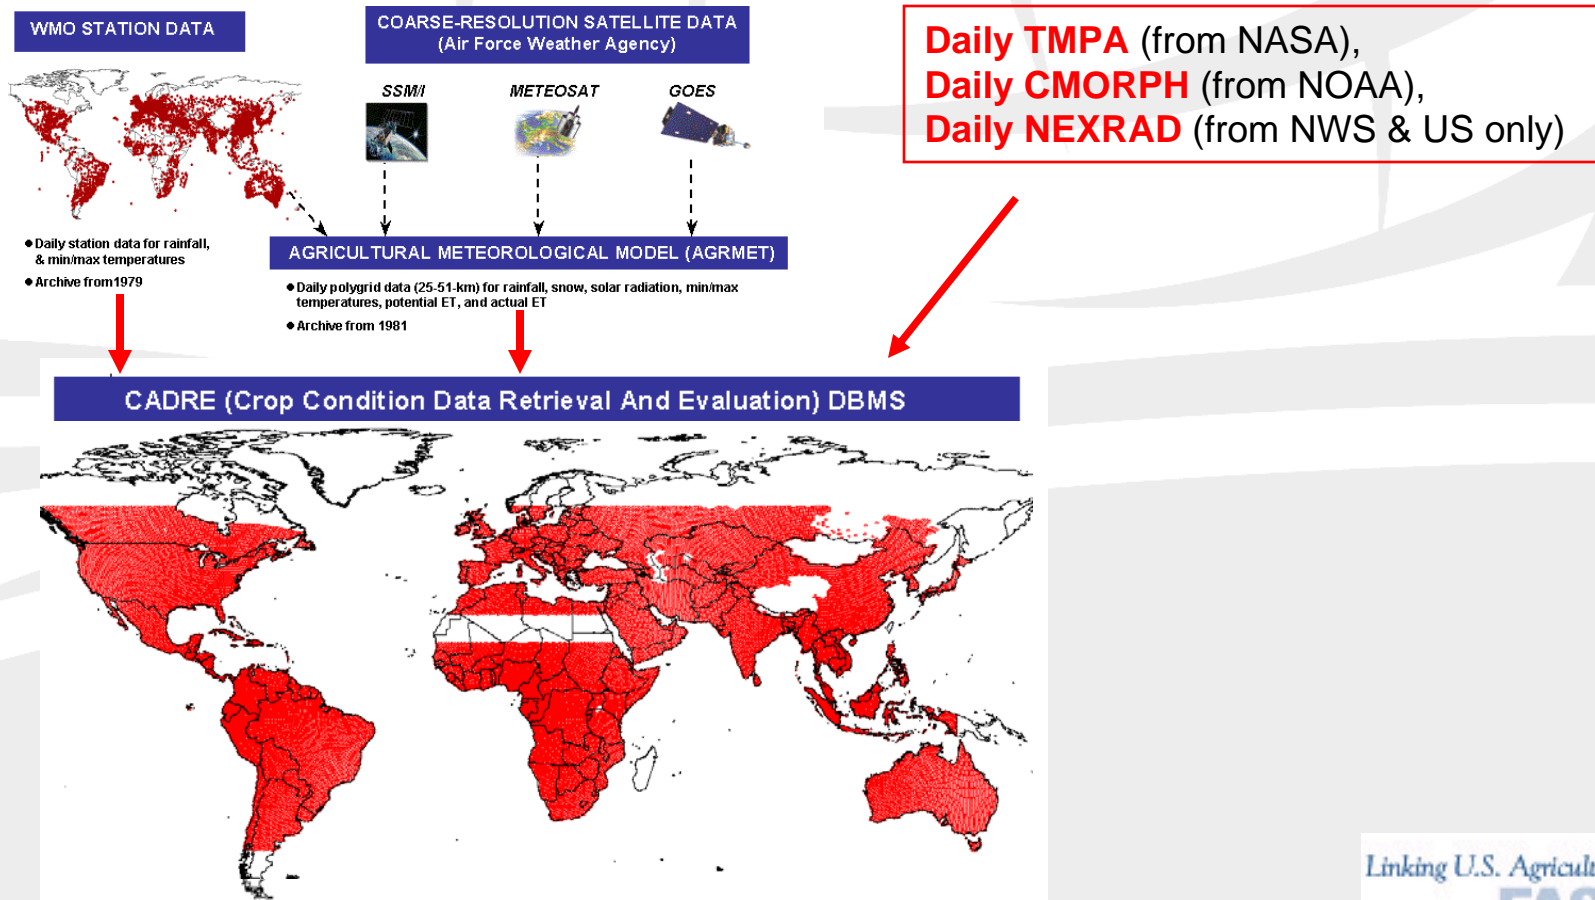 WMO STATION DATA
COARSE-RESOLUTION SATELLITE DATA
(Air Force Weather Agency)
SSM/I
METEOSAT
GOES
Daily TMPA (from NASA),
Daily CMORPH (from NOAA),
Daily NEXRAD (from NWS & US only)
● Daily station data for rainfall,
& min/max temperatures
● Archive from1979
AGRICULTURAL METEOROLOGICAL MODEL (AGRMET)
● Daily polygrid data (25-51-km) for rainfall, snow, solar radiation, min/max
temperatures, potential ET, and actual ET
● Archive from 1981
CADRE (Crop Condition Data Retrieval And Evaluation) DBMS
Linking U.S. Agricult